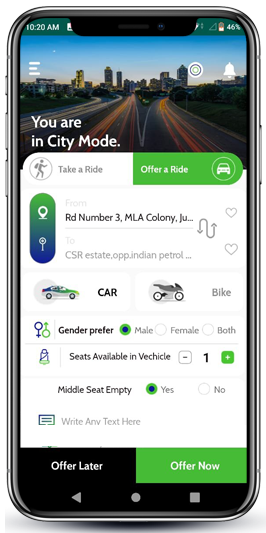 10:20 AM
46%
You are
in City Mode.
Take a Ride
Offer a Ride
From
Rd Number 3, MLA Colony, Ju...
To
CSR estate,opp,indian petrol ...
CAR
Bike
Gender prefer
Male
Female
Both
Seats Available in Vechicle
-
1
+
Middle Seat Empty
Yes
No
Write Any Text Here
Offer Later
Offer Now